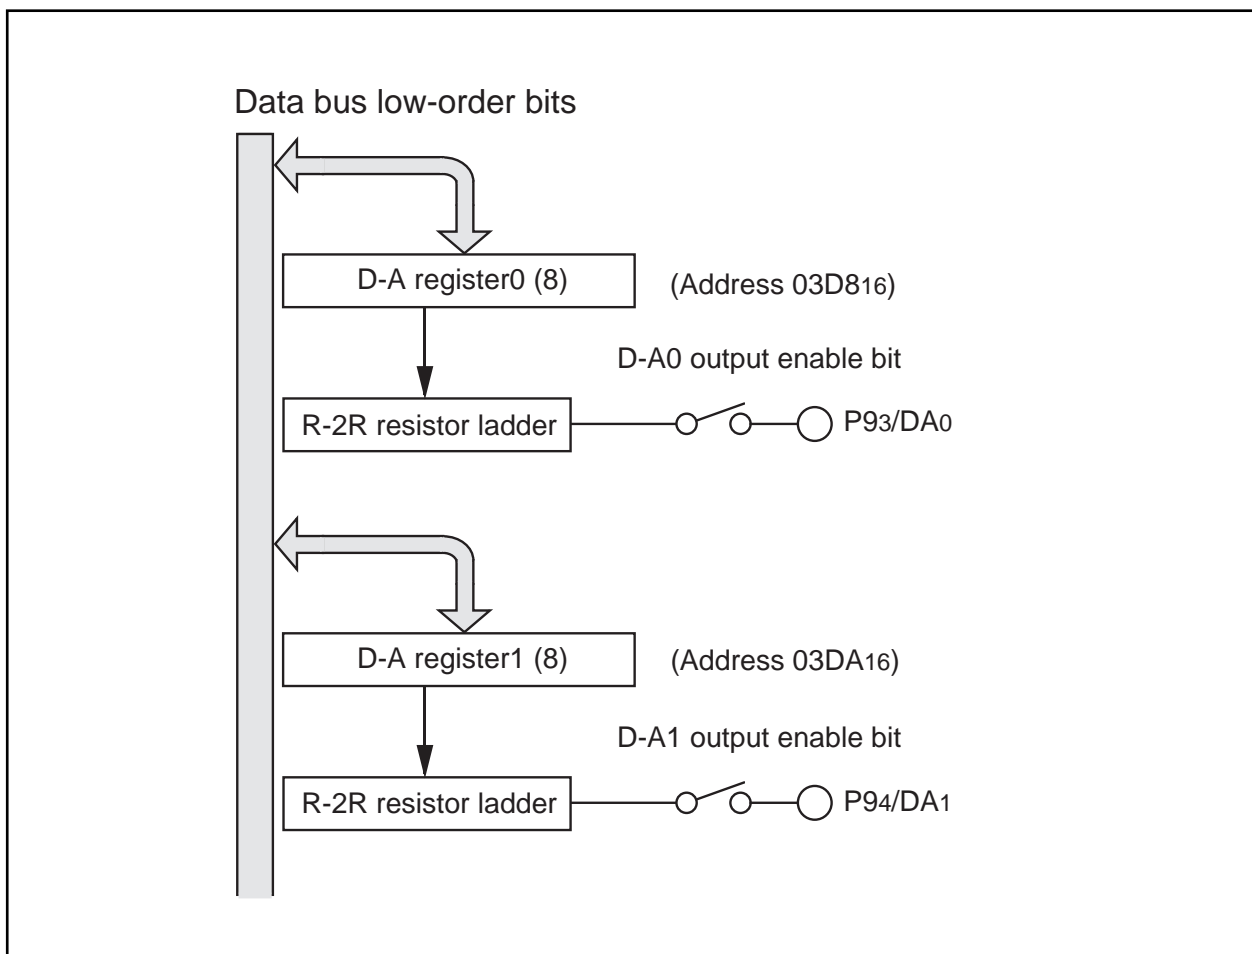 Data bus low-order bits
D-A register0 (8)
(Address 03D816)
D-A0 output enable bit
R-2R resistor ladder
P93/DA0
D-A register1 (8)
(Address 03DA16)
D-A1 output enable bit
R-2R resistor ladder
P94/DA1